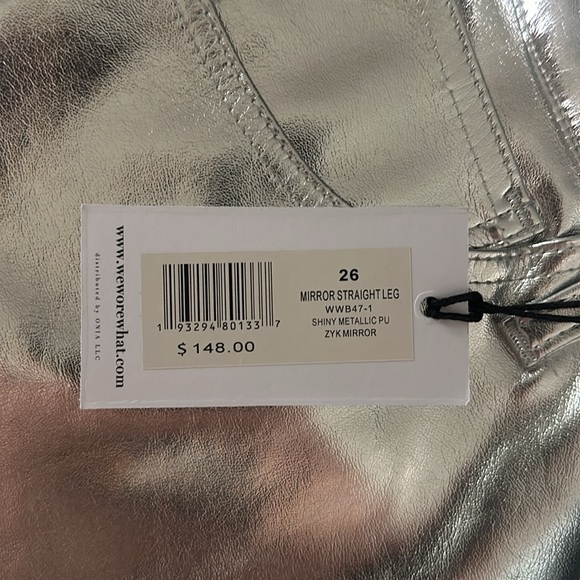 www.weworewhat.com
distributed by ONIA LLC
26
MIRROR STRAIGHT LEG
WWB47-1
SHINY METALLIC PU
ZYK MIRROR
1 93294 80133 7
$ 148.00